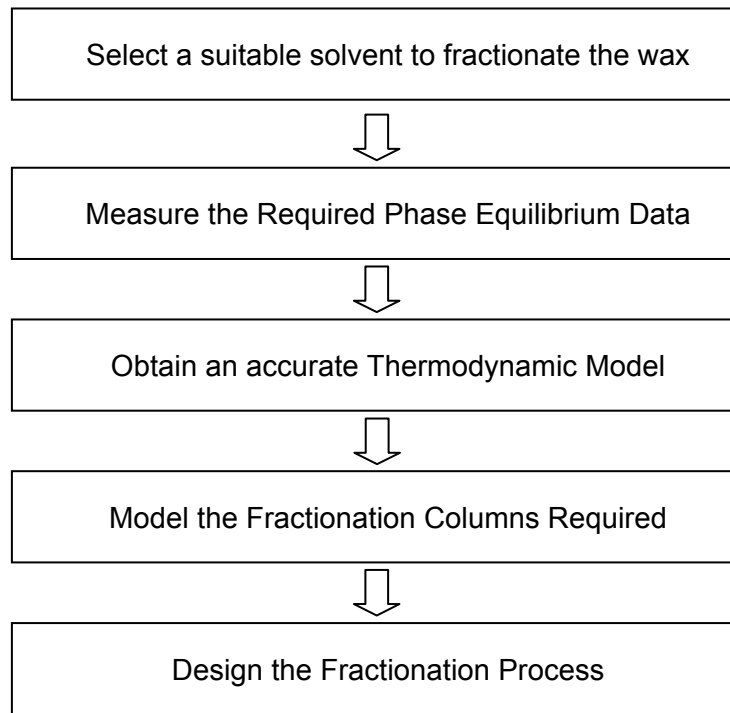 Select a suitable solvent to fractionate the wax
Measure the Required Phase Equilibrium Data
Obtain an accurate Thermodynamic Model
Model the Fractionation Columns Required
Design the Fractionation Process